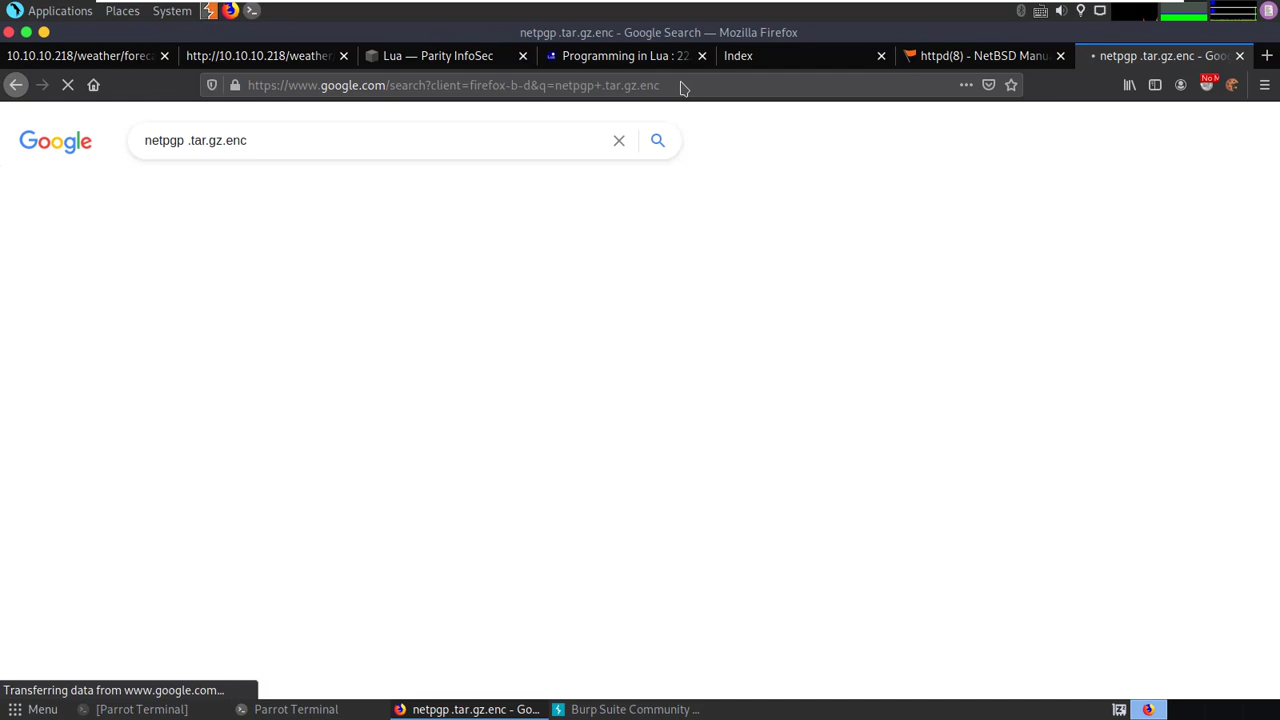 Applications Places System
netpgp .tar.gz.enc - Google Search — Mozilla Firefox
10.10.10.218/weather/foreca http://10.10.10.218/weather/ Lua — Parity InfoSec Programming in Lua : 22 Index httpd(8) - NetBSD Manu netpgp .tar.gz.enc - Goo
https://www.google.com/search?client=firefox-b-d&q=netpgp+.tar.gz.enc
No M
Google
netpgp .tar.gz.enc
Transferring data from www.google.com...
Menu [Parrot Terminal] Parrot Terminal netpgp .tar.gz.enc - Go... Burp Suite Community ...